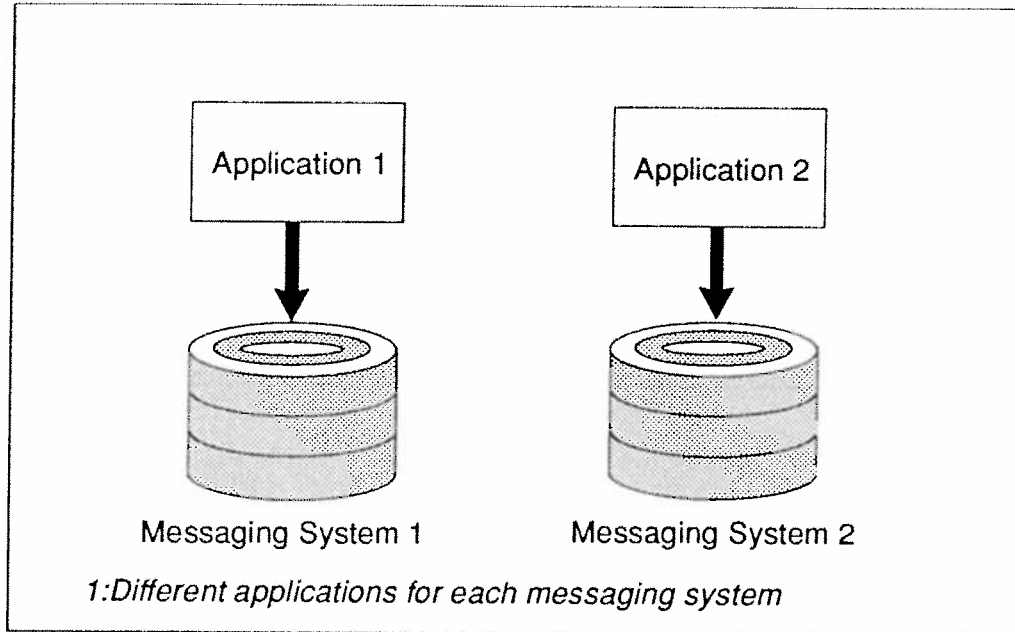 Application 1
Application 2
Messaging System 1
Messaging System 2
1:Different applications for each messaging system